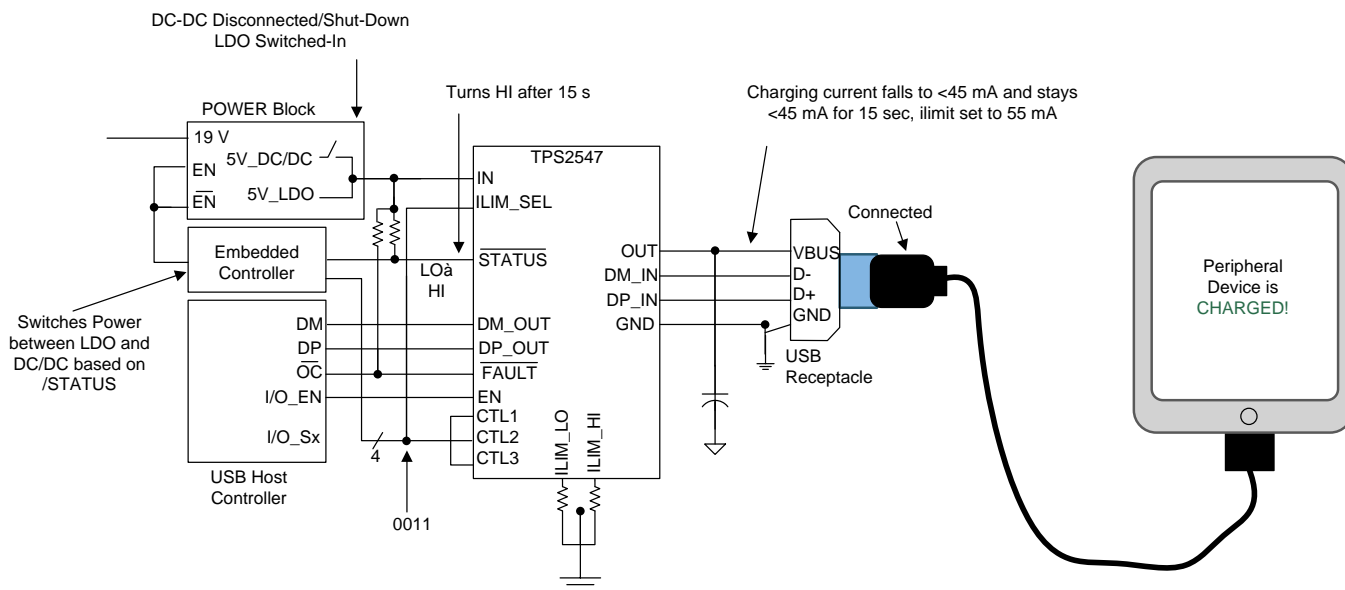 DC-DC Disconnected/Shut-Down
LDO Switched-In
Turns HI after 15 s
Charging current falls to <45 mA and stays
<45 mA for 15 sec, ilimit set to 55 mA
POWER Block
19 V
EN
5V_DC/DC
EN
5V_LDO
TPS2547
IN
ILIM_SEL
STATUS
LOà
HI
DM_OUT
DP_OUT
FAULT
EN
CTL1
CTL2
CTL3
ILIM_LO
ILIM_HI
OUT
DM_IN
DP_IN
GND
Embedded
Controller
Switches Power
between LDO and
DC/DC based on
/STATUS
DM
DP
OC
I/O_EN
I/O_Sx
USB Host
Controller
4
0011
VBUS
D-
D+
GND
USB
Receptacle
Connected
Peripheral
Device is
CHARGED!